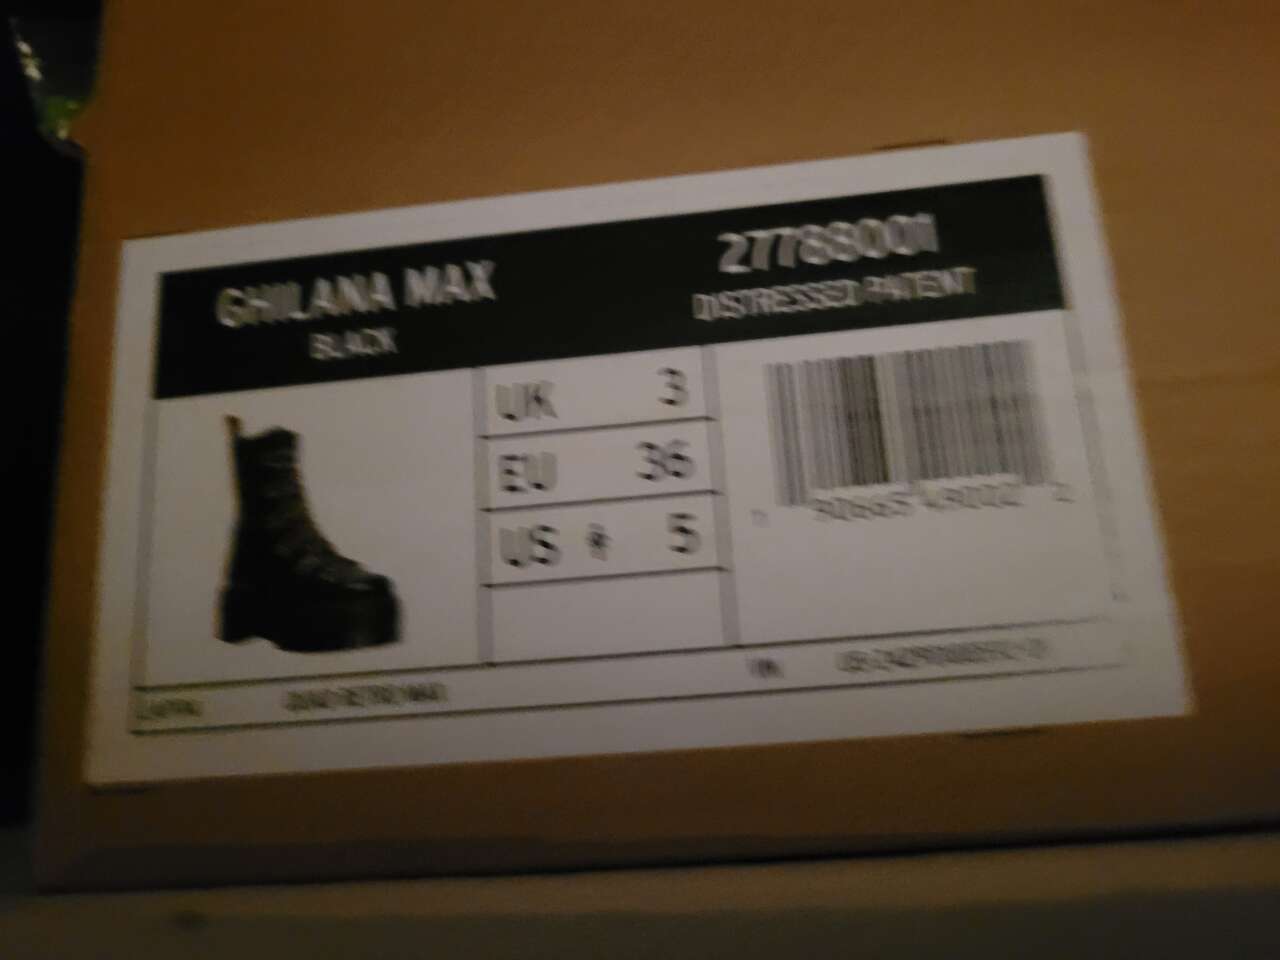 GHILANA MAX
BLACK
27788001
DISTRESSED PATENT
UK 3
EU 36
US 5